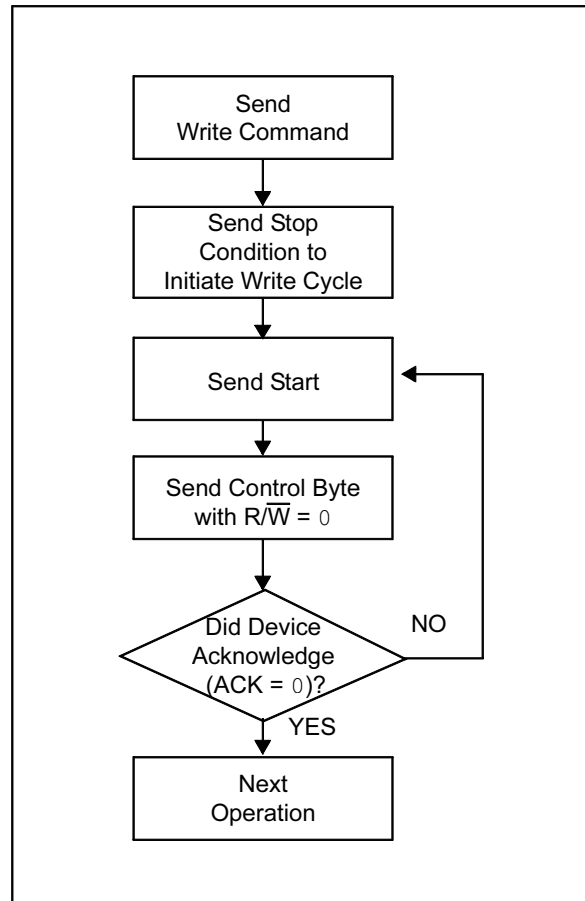 Send
Write Command
Send Stop
Condition to
Initiate Write Cycle
Send Start
Send Control Byte
with R/W̅ = 0
Did Device
Acknowledge
(ACK = 0)?
NO
YES
Next
Operation